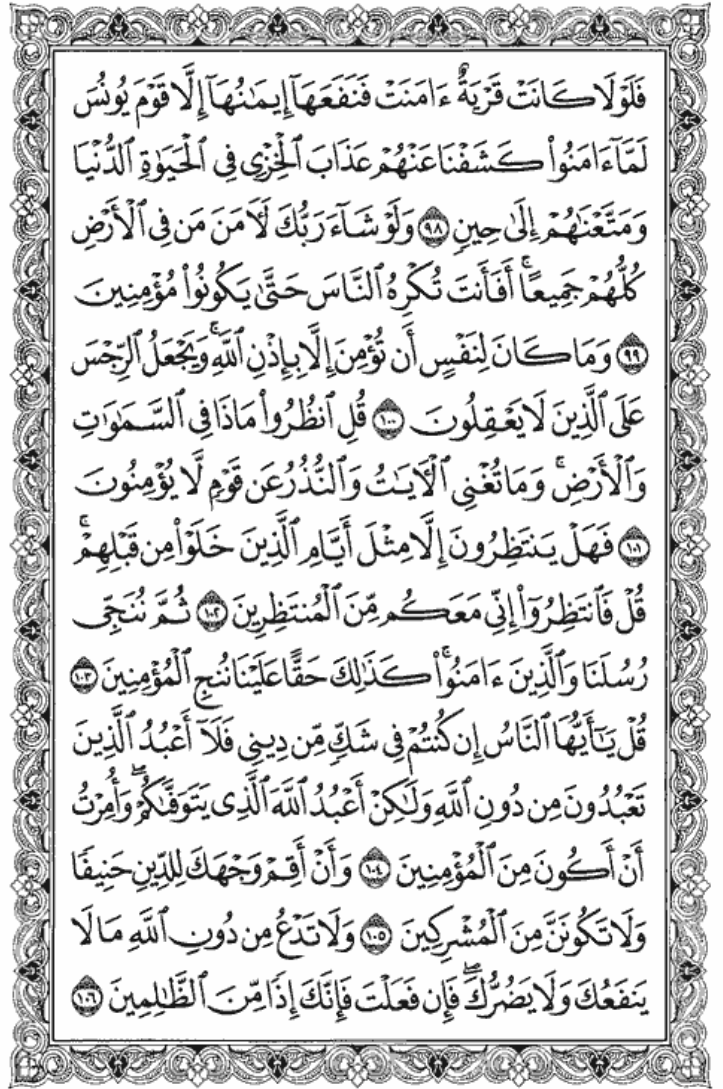 فَلَوْلَا كَانَتْ قَرْيَةٌ ءَامَنَتْ فَنَفَعَهَآ إِيمَـٰنُهَآ إِلَّا قَوْمَ يُونُسَ
لَمَّآ ءَامَنُوا۟ كَشَفْنَا عَنْهُمْ عَذَابَ ٱلْخِزْىِ فِى ٱلْحَيَوٰةِ ٱلدُّنْيَا
وَمَتَّعْنَـٰهُمْ إِلَىٰ حِينٍ ۝٩٨ وَلَوْ شَآءَ رَبُّكَ لَـَٔامَنَ مَن فِى ٱلْأَرْضِ
كُلُّهُمْ جَمِيعًا ۚ أَفَأَنتَ تُكْرِهُ ٱلنَّاسَ حَتَّىٰ يَكُونُوا۟ مُؤْمِنِينَ
۝٩٩ وَمَا كَانَ لِنَفْسٍ أَن تُؤْمِنَ إِلَّا بِإِذْنِ ٱللَّهِ ۚ وَيَجْعَلُ ٱلرِّجْسَ
عَلَى ٱلَّذِينَ لَا يَعْقِلُونَ ۝١٠٠ قُلِ ٱنظُرُوا۟ مَاذَا فِى ٱلسَّمَـٰوَٰتِ
وَٱلْأَرْضِ ۚ وَمَا تُغْنِى ٱلْـَٔايَـٰتُ وَٱلنُّذُرُ عَن قَوْمٍ لَّا يُؤْمِنُونَ
۝١٠١ فَهَلْ يَنتَظِرُونَ إِلَّا مِثْلَ أَيَّامِ ٱلَّذِينَ خَلَوْا۟ مِن قَبْلِهِمْ ۚ
قُلْ فَٱنتَظِرُوٓا۟ إِنِّى مَعَكُم مِّنَ ٱلْمُنتَظِرِينَ ۝١٠٢ ثُمَّ نُنَجِّى
رُسُلَنَا وَٱلَّذِينَ ءَامَنُوا۟ ۚ كَذَٰلِكَ حَقًّا عَلَيْنَا نُنجِ ٱلْمُؤْمِنِينَ ۝١٠٣
قُلْ يَـٰٓأَيُّهَا ٱلنَّاسُ إِن كُنتُمْ فِى شَكٍّ مِّن دِينِى فَلَآ أَعْبُدُ ٱلَّذِينَ
تَعْبُدُونَ مِن دُونِ ٱللَّهِ وَلَـٰكِنْ أَعْبُدُ ٱللَّهَ ٱلَّذِى يَتَوَفَّىٰكُمْ ۖ وَأُمِرْتُ
أَنْ أَكُونَ مِنَ ٱلْمُؤْمِنِينَ ۝١٠٤ وَأَنْ أَقِمْ وَجْهَكَ لِلدِّينِ حَنِيفًا
وَلَا تَكُونَنَّ مِنَ ٱلْمُشْرِكِينَ ۝١٠٥ وَلَا تَدْعُ مِن دُونِ ٱللَّهِ مَا لَا
يَنفَعُكَ وَلَا يَضُرُّكَ ۖ فَإِن فَعَلْتَ فَإِنَّكَ إِذًا مِّنَ ٱلظَّـٰلِمِينَ ۝١٠٦